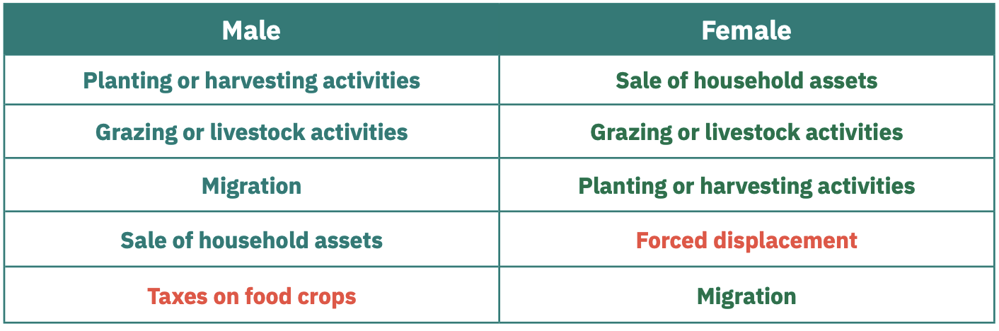 Male Female
Planting or harvesting activities Sale of household assets
Grazing or livestock activities Grazing or livestock activities
Migration Planting or harvesting activities
Sale of household assets Forced displacement
Taxes on food crops Migration